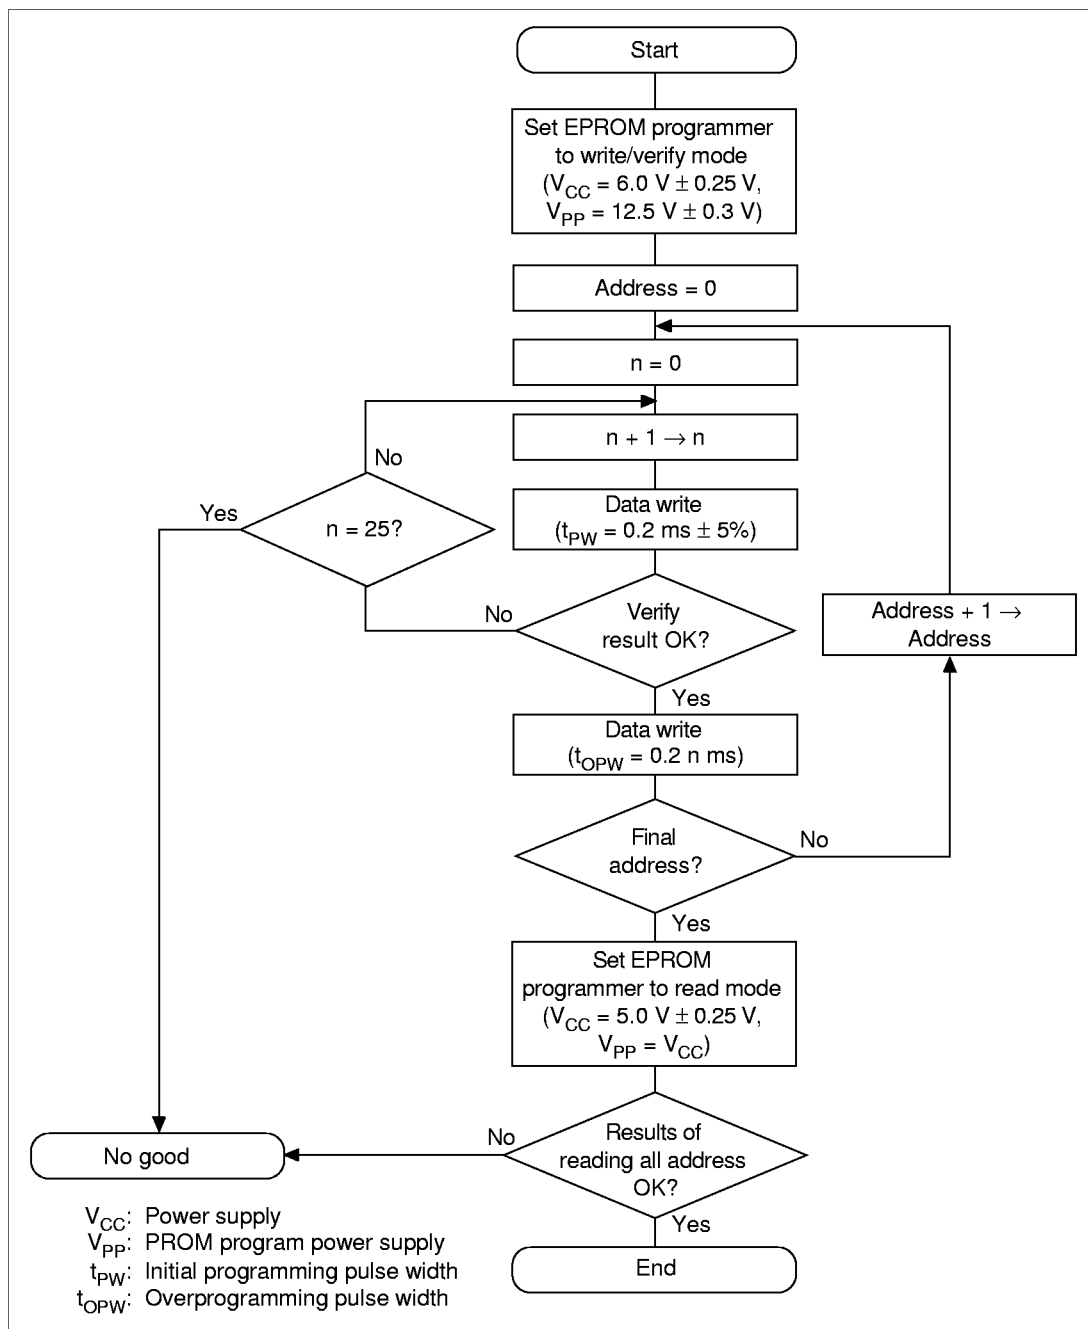 Start
Set EPROM programmer
to write/verify mode
(VCC = 6.0 V ± 0.25 V,
VPP = 12.5 V ± 0.3 V)
Address = 0
n = 0
n + 1 → n
No
Yes
n = 25?
Data write
(tPW = 0.2 ms ± 5%)
No
Verify
result OK?
Address + 1 →
Address
Yes
Data write
(tOPW = 0.2 n ms)
Final
address?
No
Yes
Set EPROM
programmer to read mode
(VCC = 5.0 V ± 0.25 V,
VPP = VCC)
No
Results of
reading all address
OK?
No good
Yes
End
VCC: Power supply
VPP: PROM program power supply
tPW: Initial programming pulse width
tOPW: Overprogramming pulse width